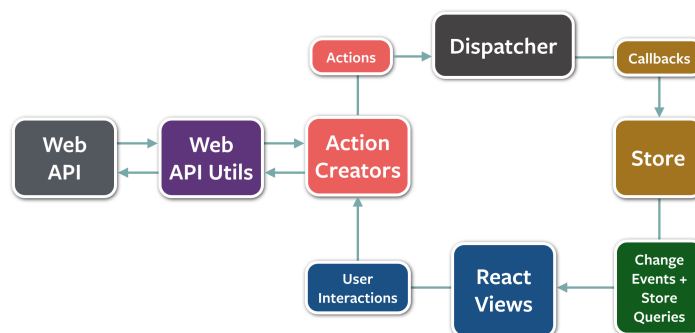 Actions
Dispatcher
Callbacks
Web
API
Web
API Utils
Action
Creators
Store
User
Interactions
React
Views
Change
Events +
Store
Queries